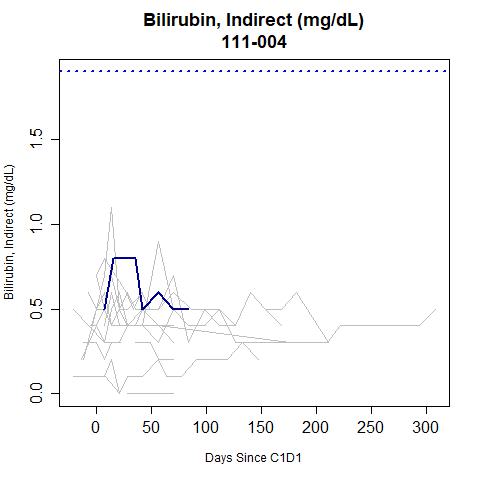 Bilirubin, Indirect (mg/dL)
111-004
Bilirubin, Indirect (mg/dL)
1.5
1.0
0.5
0.0
0 50 100 150 200 250 300
Days Since C1D1